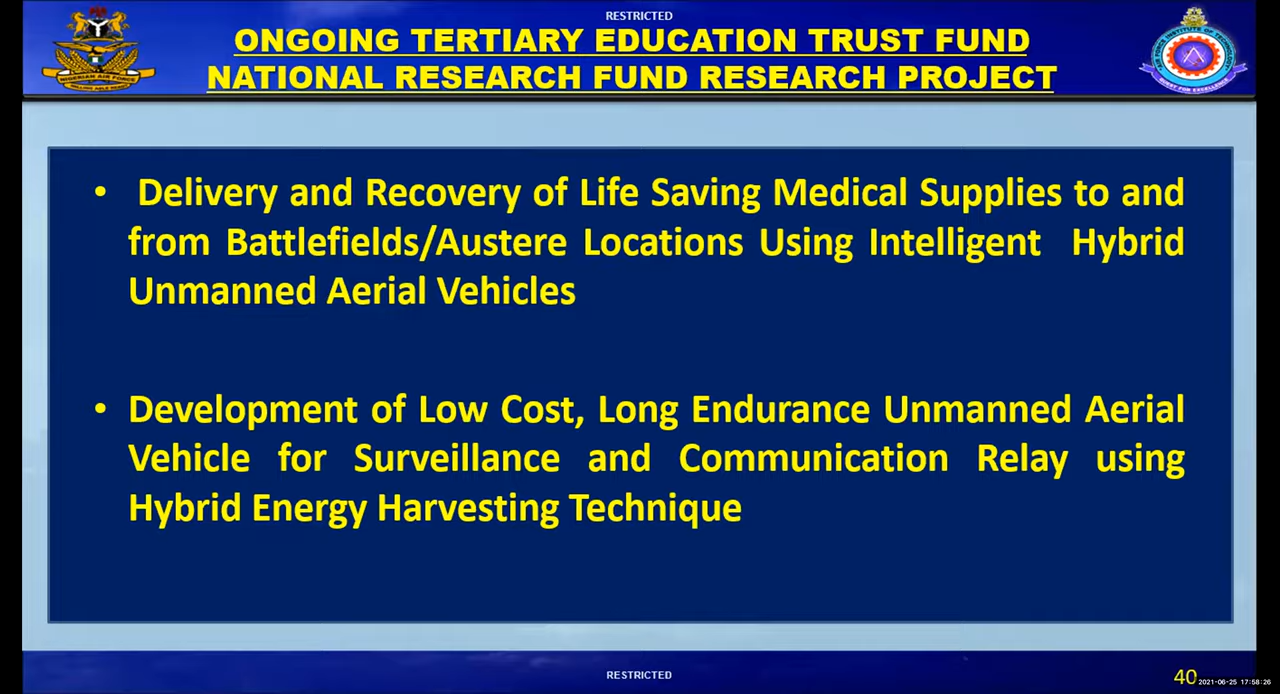 RESTRICTED
ONGOING TERTIARY EDUCATION TRUST FUND
NATIONAL RESEARCH FUND RESEARCH PROJECT
NIGERIAN AIR FORCE
• Delivery and Recovery of Life Saving Medical Supplies to and
from Battlefields/Austere Locations Using Intelligent Hybrid
Unmanned Aerial Vehicles
• Development of Low Cost, Long Endurance Unmanned Aerial
Vehicle for Surveillance and Communication Relay using
Hybrid Energy Harvesting Technique
RESTRICTED
40
2021-06-25 17:58:26